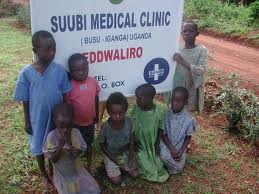 SUUBI MEDICAL CLINIC
( BUSU - IGANGA) UGANDA
EDDWALIRO
TEL.
O. BOX